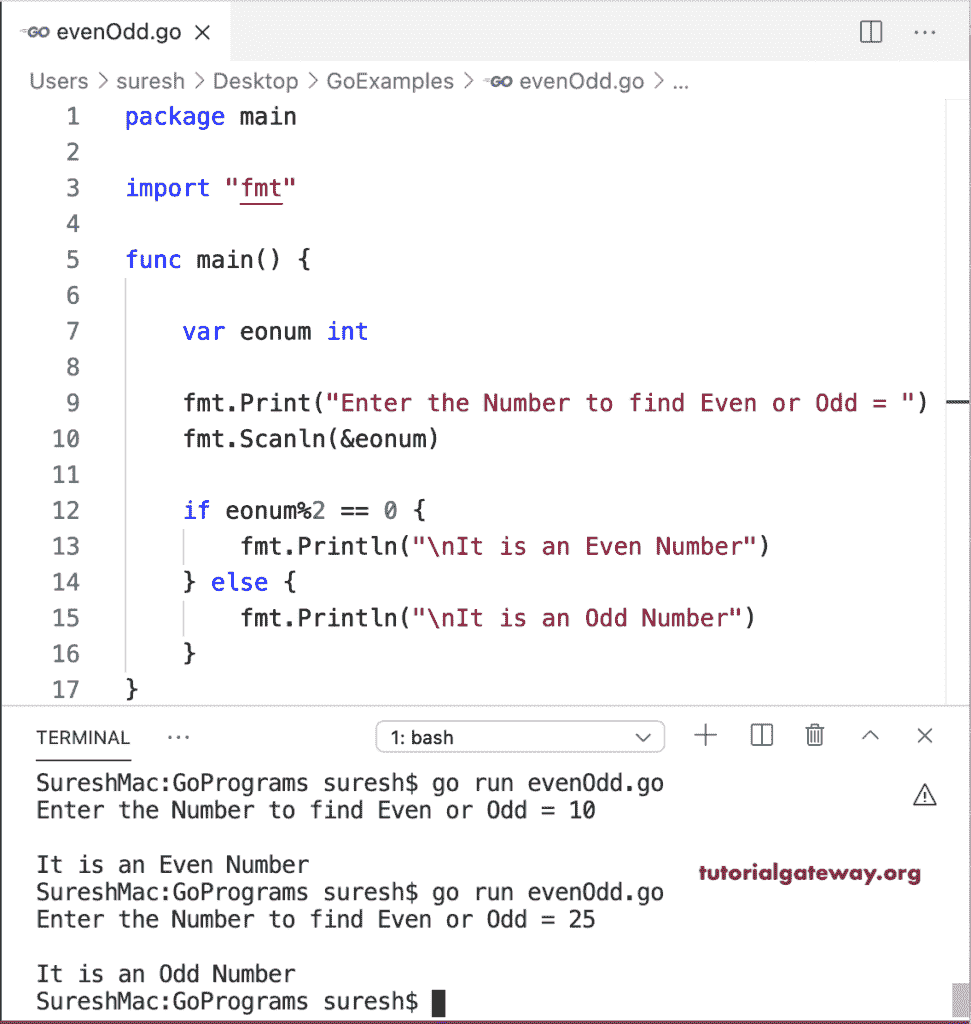 GO evenOdd.go
Users > suresh > Desktop > GoExamples > GO evenOdd.go > ...
1 package main
2
3 import "fmt"
4
5 func main() {
6
7     var eonum int
8
9     fmt.Print("Enter the Number to find Even or Odd = ")
10     fmt.Scanln(&eonum)
11
12     if eonum%2 == 0 {
13         fmt.Println("\nIt is an Even Number")
14     } else {
15         fmt.Println("\nIt is an Odd Number")
16     }
17 }
TERMINAL ... 1: bash
SureshMac:GoPrograms suresh$ go run evenOdd.go
Enter the Number to find Even or Odd = 10
It is an Even Number
tutorialgateway.org
SureshMac:GoPrograms suresh$ go run evenOdd.go
Enter the Number to find Even or Odd = 25
It is an Odd Number
SureshMac:GoPrograms suresh$